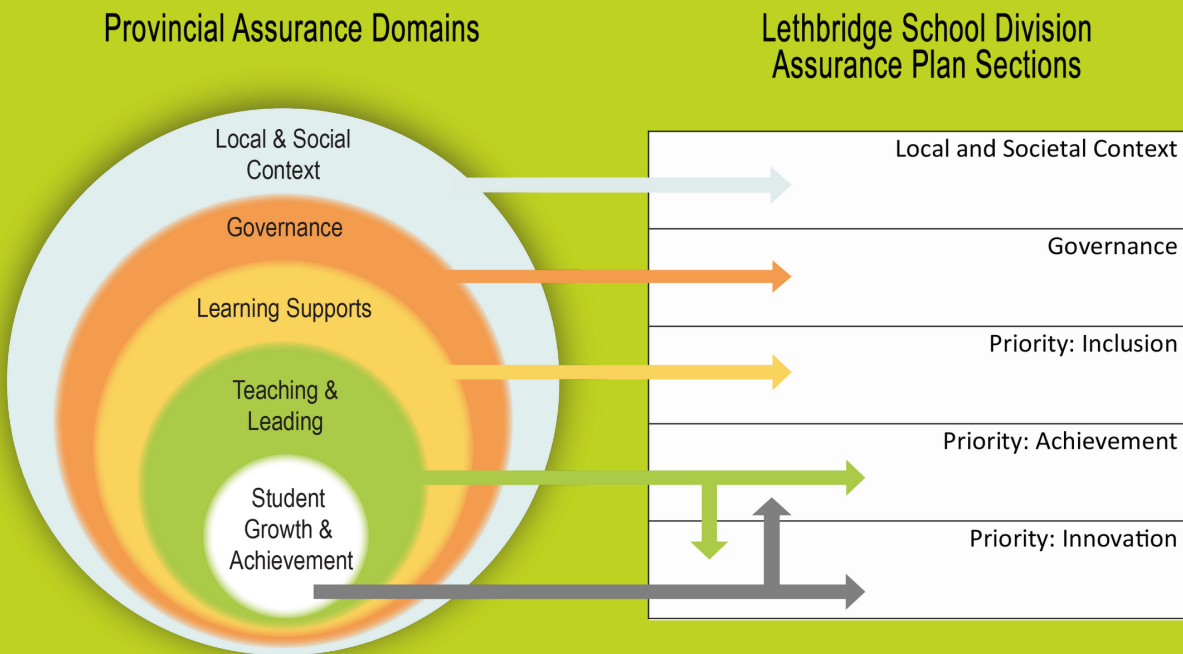 Provincial Assurance Domains
Lethbridge School Division
Assurance Plan Sections
Local & Social
Context
Governance
Learning Supports
Teaching &
Leading
Student
Growth &
Achievement
Local and Societal Context
Governance
Priority: Inclusion
Priority: Achievement
Priority: Innovation